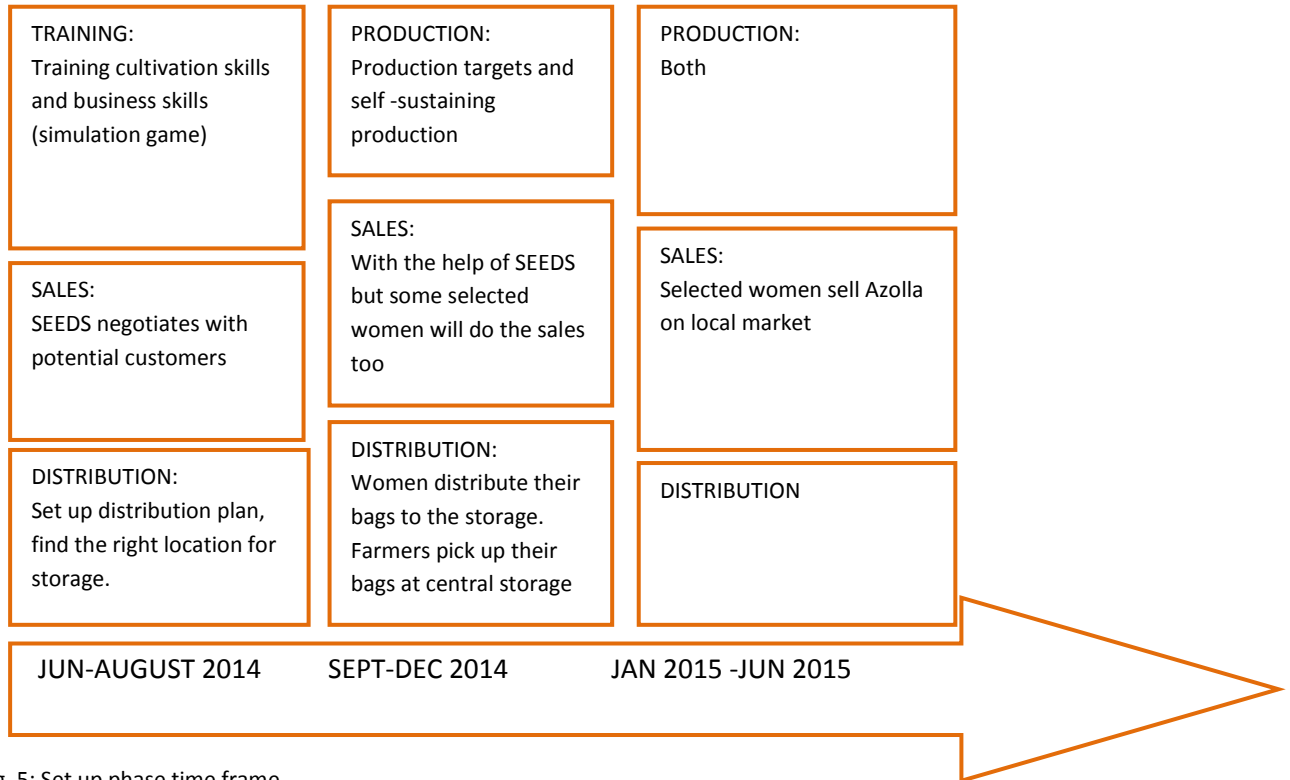 TRAINING:
Training cultivation skills
and business skills
(simulation game)
SALES:
SEEDS negotiates with
potential customers
DISTRIBUTION:
Set up distribution plan,
find the right location for
storage.
PRODUCTION:
Production targets and
self -sustaining
production
SALES:
With the help of SEEDS
but some selected
women will do the sales
too
DISTRIBUTION:
Women distribute their
bags to the storage.
Farmers pick up their
bags at central storage
PRODUCTION:
Both
SALES:
Selected women sell Azolla
on local market
DISTRIBUTION
JUN-AUGUST 2014 SEPT-DEC 2014 JAN 2015 -JUN 2015
5: Set up phase time frame